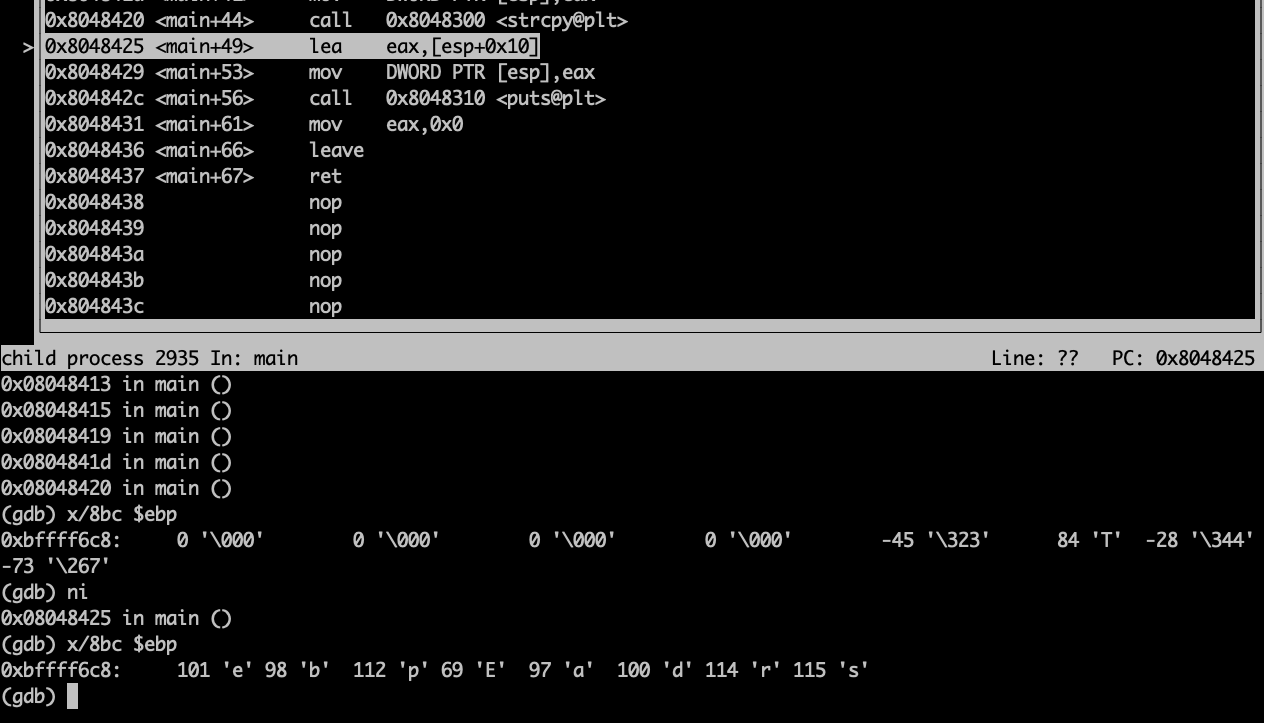 0x8048420 <main+44> call 0x8048300 <strcpy@plt>
> 0x8048425 <main+49> lea eax,[esp+0x10]
0x8048429 <main+53> mov DWORD PTR [esp],eax
0x804842c <main+56> call 0x8048310 <puts@plt>
0x8048431 <main+61> mov eax,0x0
0x8048436 <main+66> leave
0x8048437 <main+67> ret
0x8048438 nop
0x8048439 nop
0x804843a nop
0x804843b nop
0x804843c nop
child process 2935 In: main Line: ?? PC: 0x8048425
0x08048413 in main ()
0x08048415 in main ()
0x08048419 in main ()
0x0804841d in main ()
0x08048420 in main ()
(gdb) x/8bc $ebp
0xbffff6c8: 0 '\000' 0 '\000' 0 '\000' 0 '\000' -45 '\323' 84 'T' -28 '\344'
-73 '\267'
(gdb) ni
0x08048425 in main ()
(gdb) x/8bc $ebp
0xbffff6c8: 101 'e' 98 'b' 112 'p' 69 'E' 97 'a' 100 'd' 114 'r' 115 's'
(gdb)